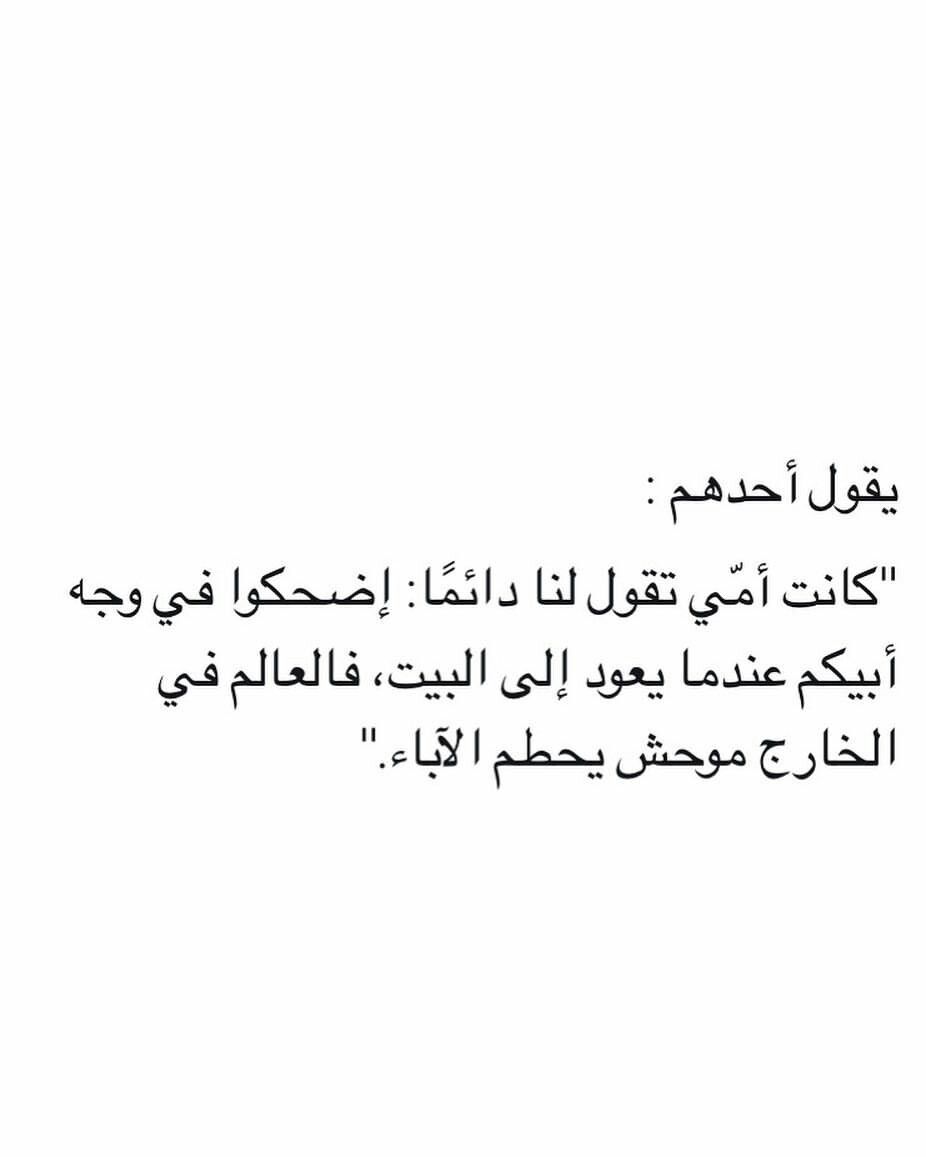 يقول أحدهم :
"كانت أمّي تقول لنا دائمًا: إضحكوا في وجه
أبيكم عندما يعود إلى البيت، فالعالم في
الخارج موحش يحطم الآباء."